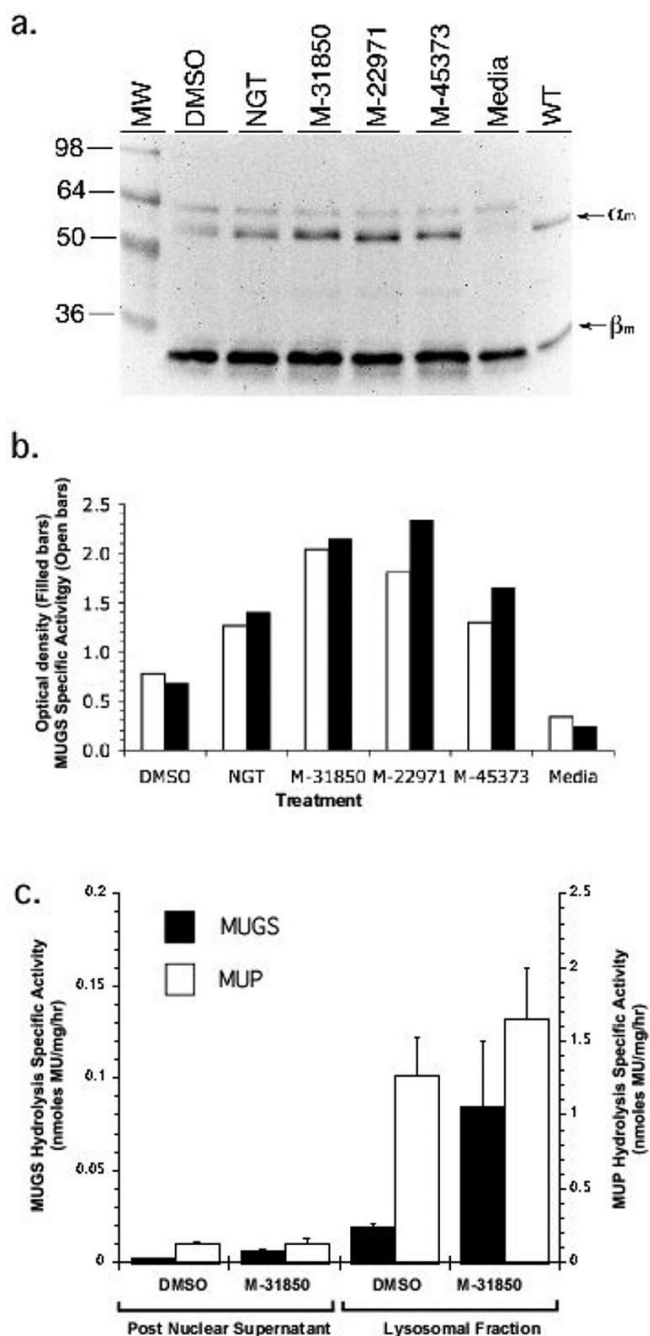 a.
MW DMSO NGT M-31850 M-22971 M-45373 Media WT
98
64
50
36
αm
βm
b.
Optical density (Filled bars)
MUGS Specific Activitgy (Open bars)
2.5
2.0
1.5
1.0
0.5
0.0
DMSO NGT M-31850 M-22971 M-45373 Media
Treatment
c.
MUGS Hydrolysis Specific Activity
(nmoles MU/mg/hr)
0.2
0.15
0.1
0.05
0
MUGS
MUP
2.5
2
1.5
1
0.5
0
MUP Hydrolysis Specific Activity
(nmoles MU/mg/hr)
DMSO M-31850 DMSO M-31850
Post Nuclear Supernatant Lysosomal Fraction